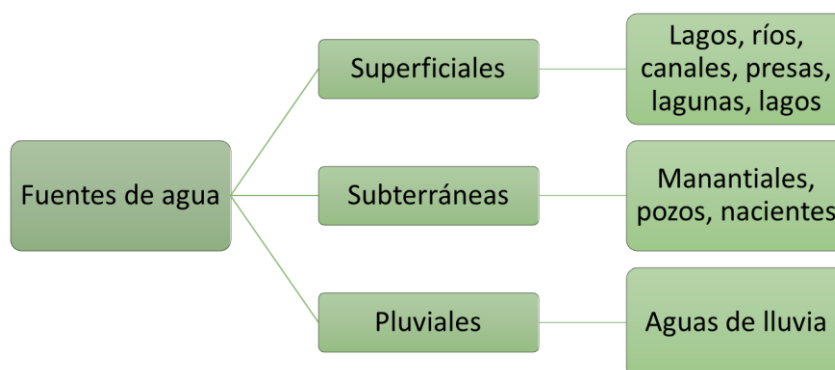 Fuentes de agua
Superficiales
Lagos, ríos,
canales, presas,
lagunas, lagos
Subterráneas
Manantiales,
pozos, nacientes
Pluviales
Aguas de lluvia